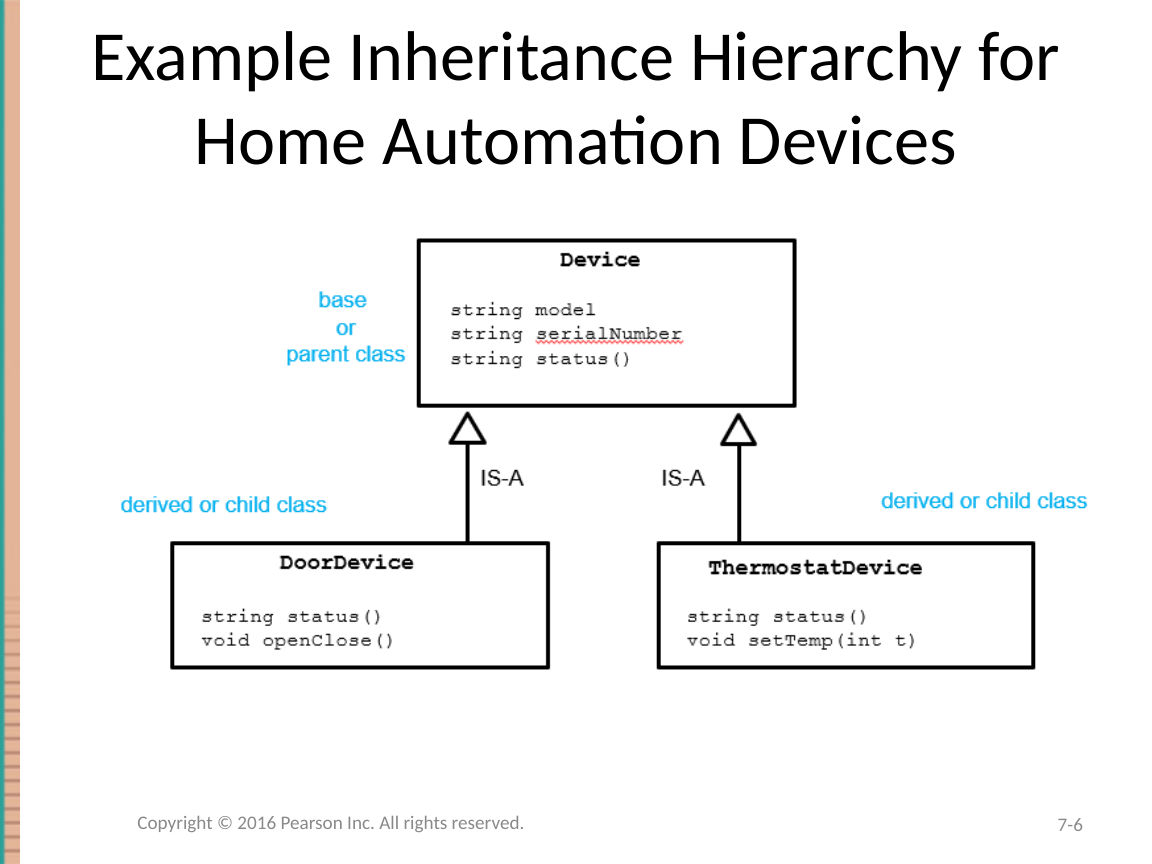 Example Inheritance Hierarchy for
Home Automation Devices
Device
base
or
parent class
string model
string serialNumber
string status()
IS-A
IS-A
derived or child class
derived or child class
DoorDevice
string status()
void openClose()
ThermostatDevice
string status()
void setTemp(int t)
Copyright © 2016 Pearson Inc. All rights reserved.
7-6